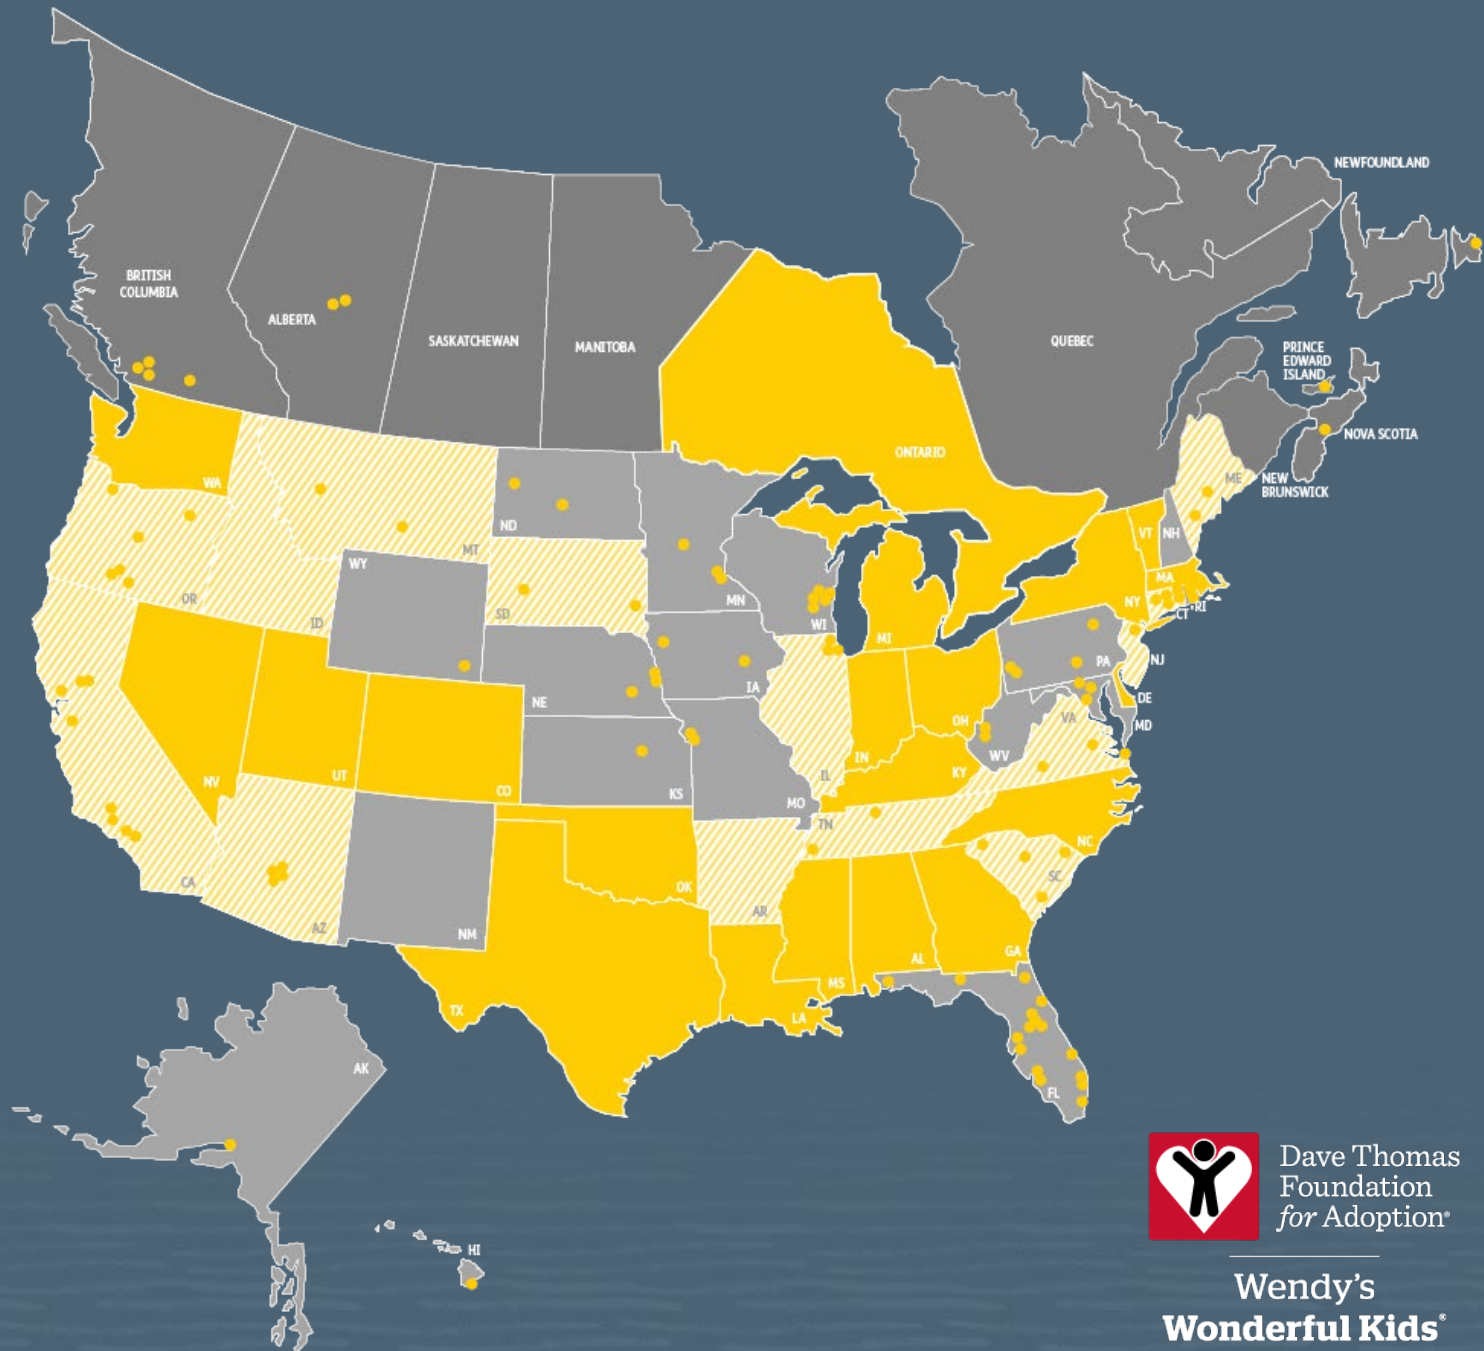 NEWFOUNDLAND
BRITISH
COLUMBIA
ALBERTA
SASKATCHEWAN
MANITOBA
QUEBEC
PRINCE
EDWARD
ISLAND
NOVA SCOTIA
ONTARIO
NEW
BRUNSWICK
ME
WA
MT
ND
VT
NH
WY
MA
OR
ID
SD
MN
WI
MI
NY
CT
RI
PA
NJ
NE
IA
DE
MD
OH
VA
WV
NV
UT
CO
KS
MO
IL
IN
KY
TN
NC
CA
AZ
NM
OK
AR
SC
MS
AL
GA
TX
LA
FL
AK
HI
Dave Thomas
Foundation
for Adoption®
Wendy's
Wonderful Kids®